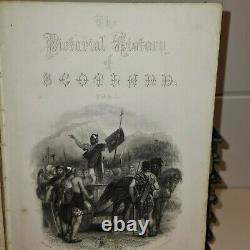 The
Pictorial History
of
SCOTLAND.